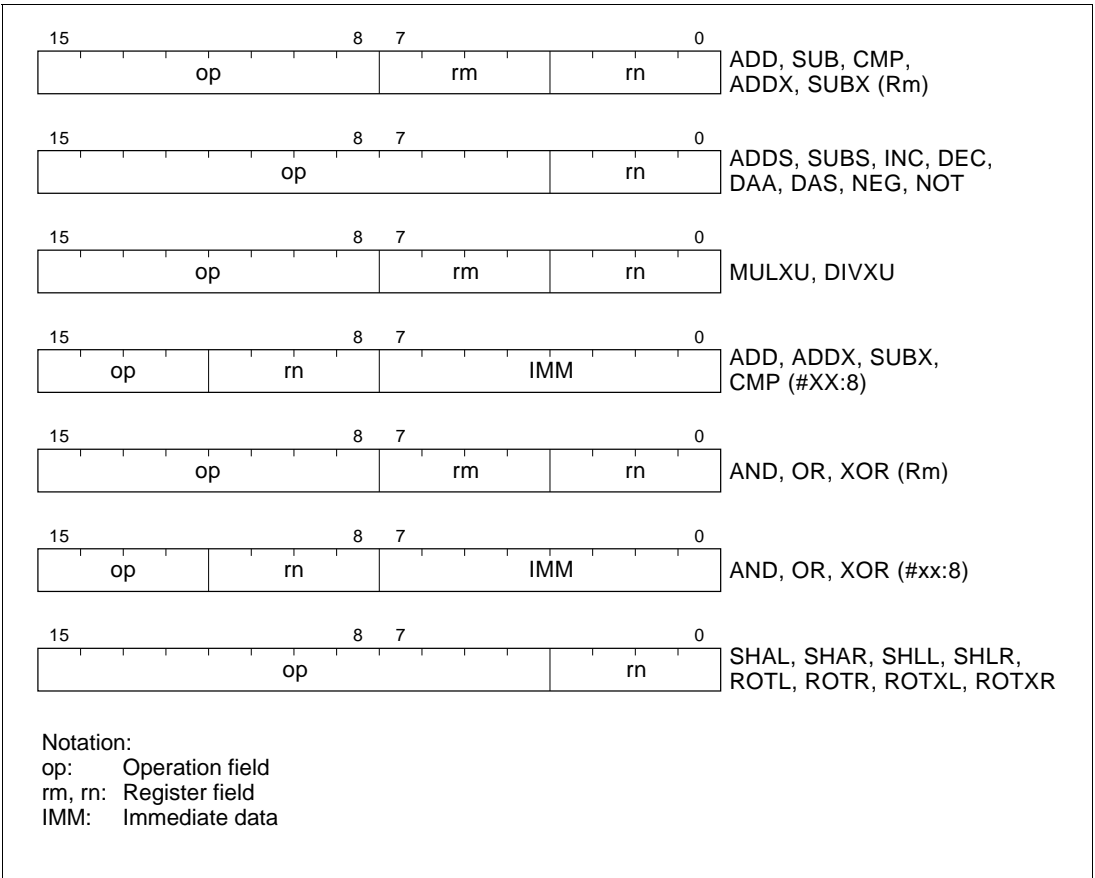 15 8 7 0
op rm rn ADD, SUB, CMP,
ADDX, SUBX (Rm)
15 8 7 0
op rn ADDS, SUBS, INC, DEC,
DAA, DAS, NEG, NOT
15 8 7 0
op rm rn MULXU, DIVXU
15 8 7 0
op rn IMM ADD, ADDX, SUBX,
CMP (#XX:8)
15 8 7 0
op rm rn AND, OR, XOR (Rm)
15 8 7 0
op rn IMM AND, OR, XOR (#xx:8)
15 8 7 0
op rn SHAL, SHAR, SHLL, SHLR,
ROTL, ROTR, ROTXL, ROTXR
Notation:
op: Operation field
rm, rn: Register field
IMM: Immediate data